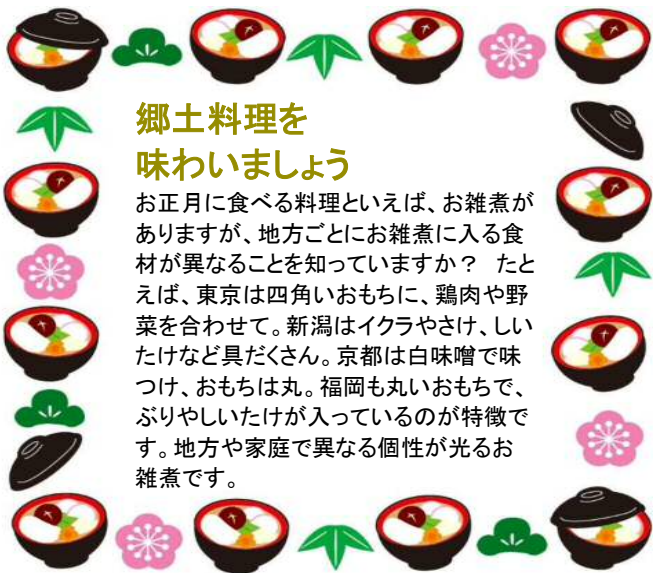 郷土料理を
味わいましょう
お正月に食べる料理といえば、お雑煮が
ありますが、地方ごとにお雑煮に入る食
材が異なることを知っていますか？　たと
えば、東京は四角いおもちに、鶏肉や野
菜を合わせて。新潟はイクラやさけ、しい
たけなど具だくさん。京都は白味噌で味
つけ、おもちは丸。福岡も丸いおもちで、
ぶりやしいたけが入っているのが特徴で
す。地方や家庭で異なる個性が光るお
雑煮です。